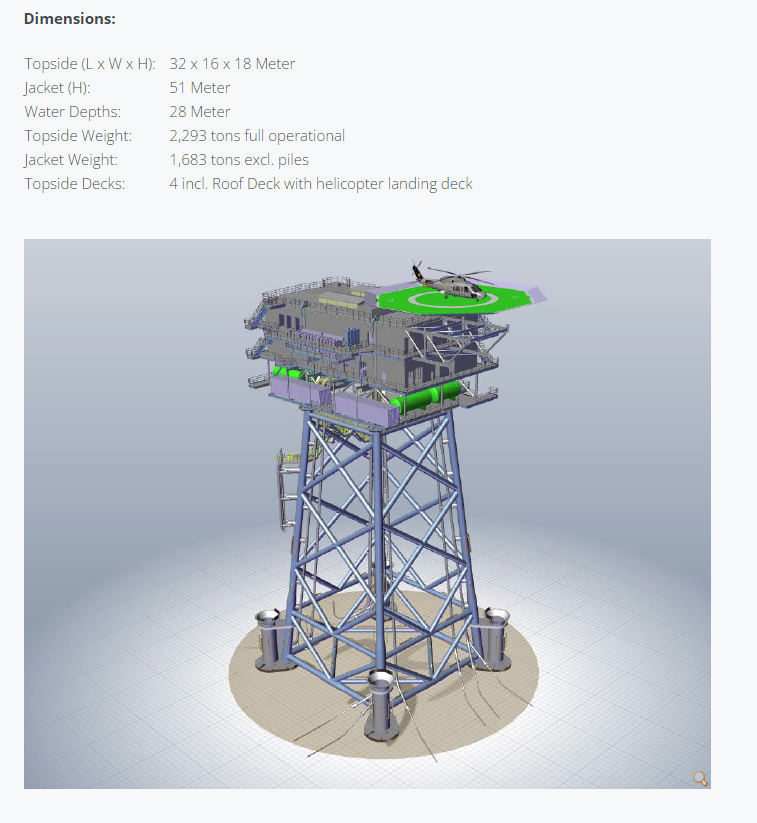 Dimensions:
Topside (L x W x H): 32 x 16 x 18 Meter
Jacket (H): 51 Meter
Water Depths: 28 Meter
Topside Weight: 2,293 tons full operational
Jacket Weight: 1,683 tons excl. piles
Topside Decks: 4 incl. Roof Deck with helicopter landing deck